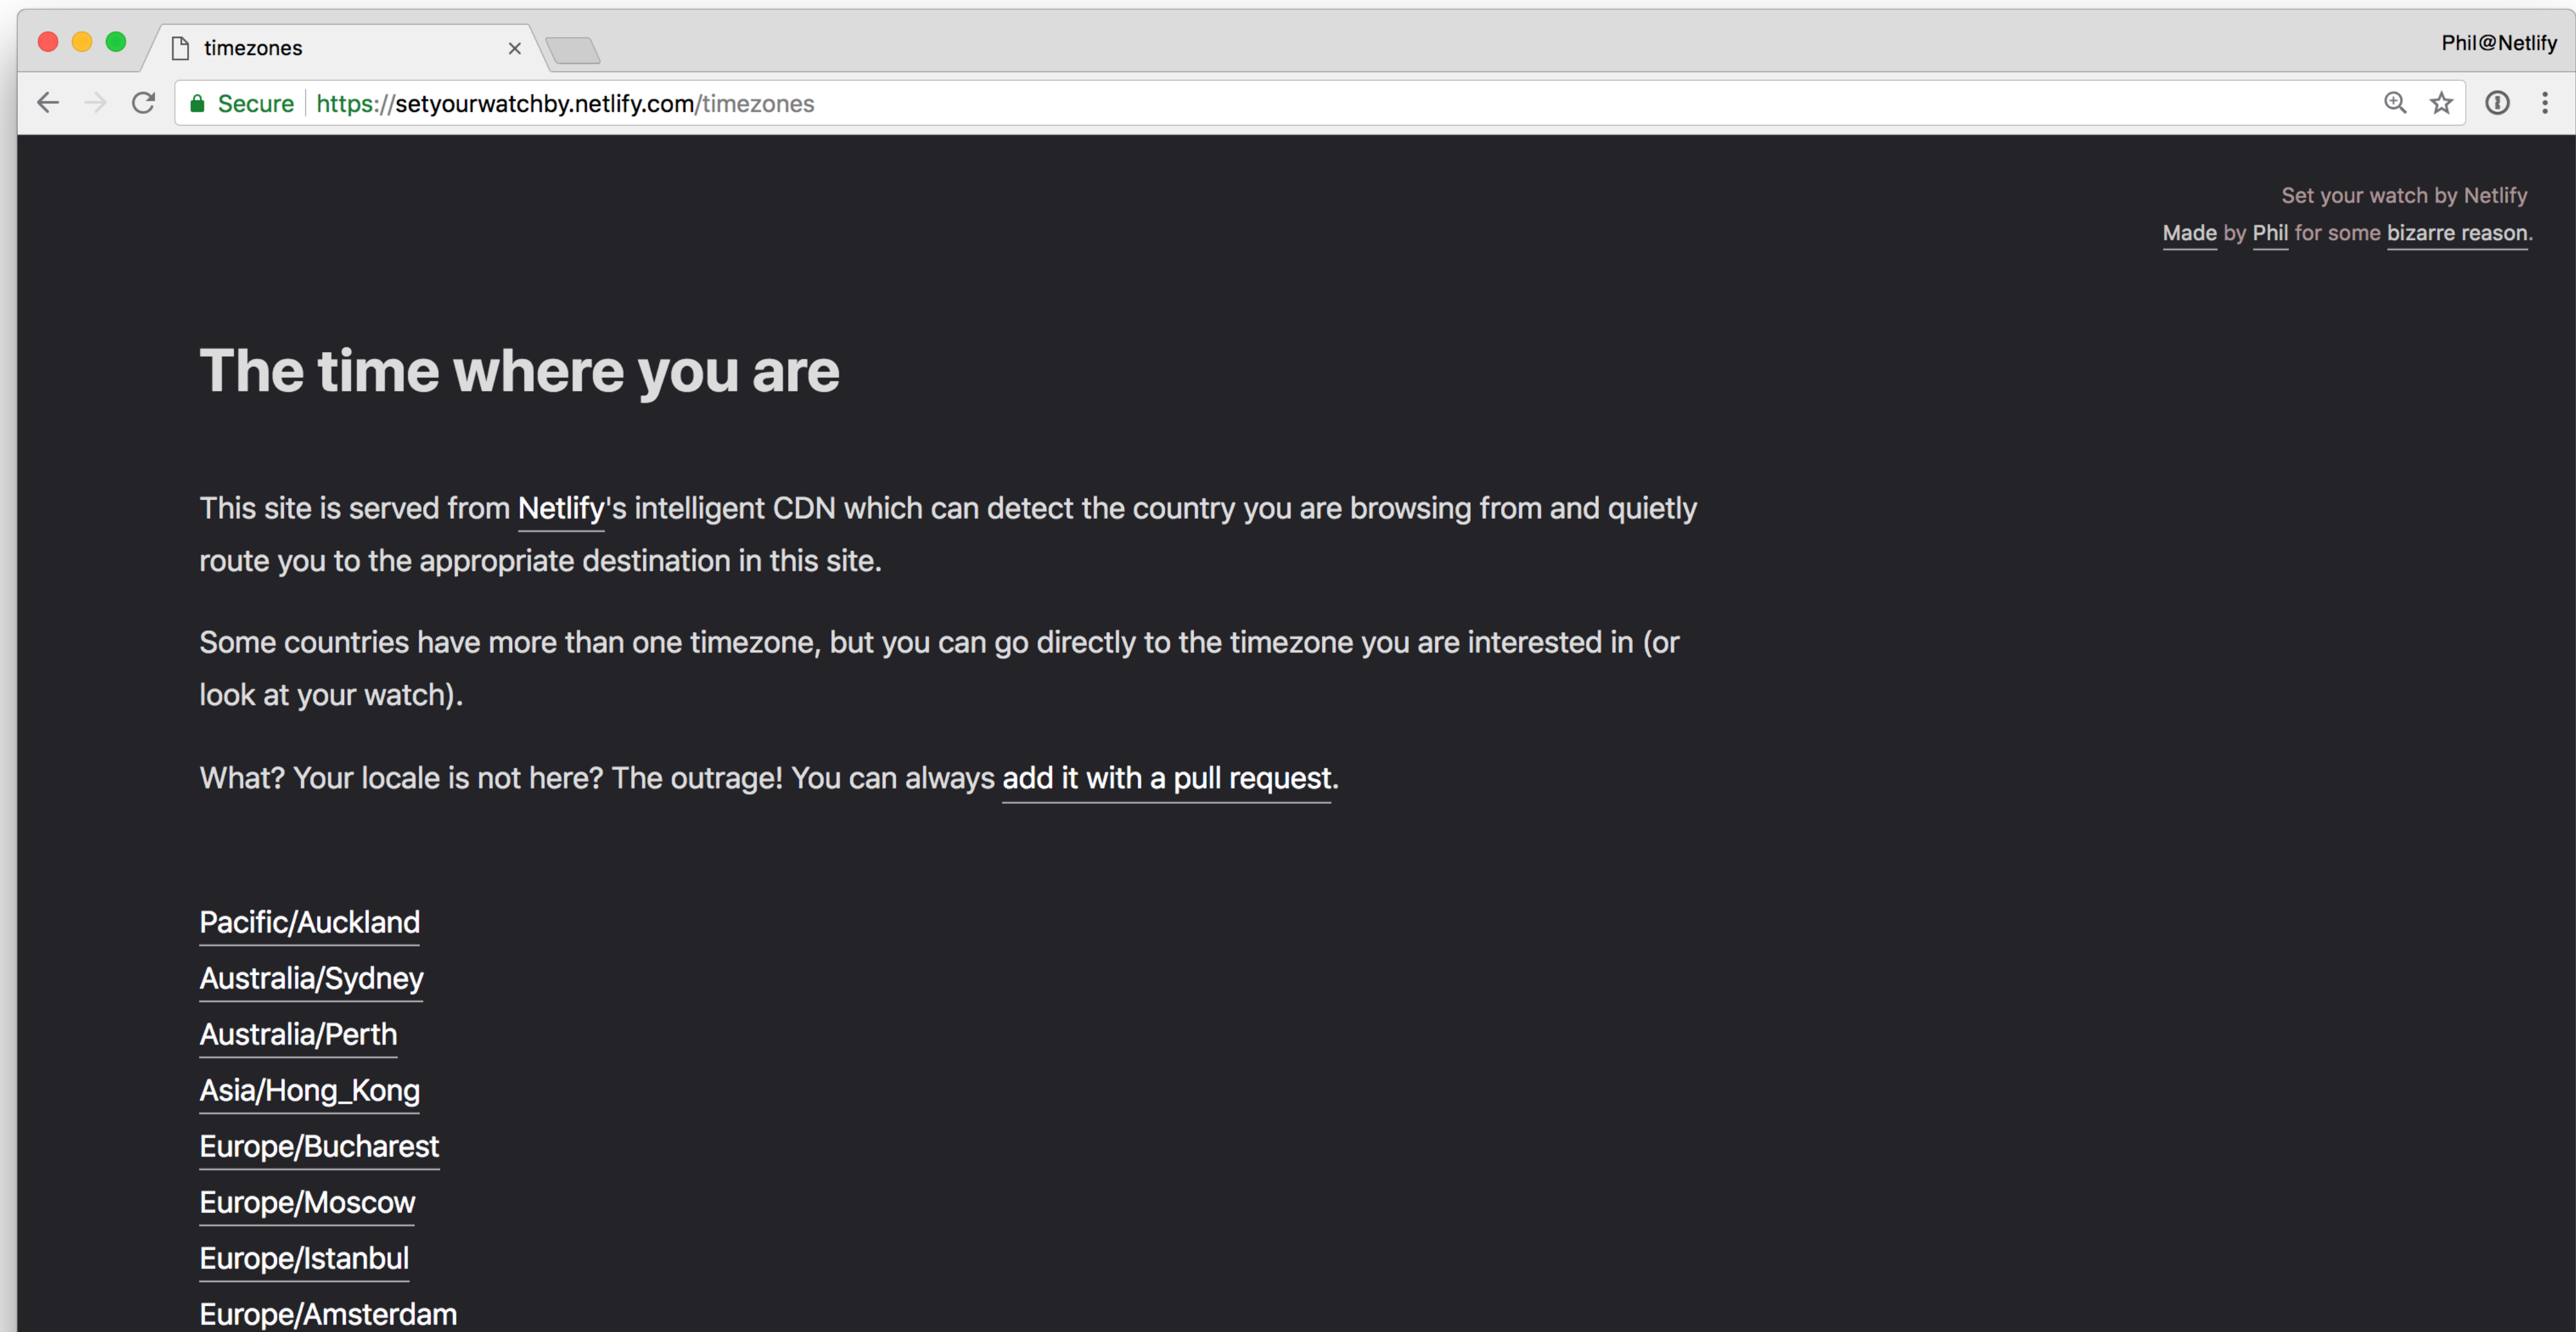 timezones
Phil@Netlify
Secure https://setyourwatchby.netlify.com/timezones
Set your watch by Netlify
Made by Phil for some bizarre reason.
The time where you are
This site is served from Netlify's intelligent CDN which can detect the country you are browsing from and quietly
route you to the appropriate destination in this site.
Some countries have more than one timezone, but you can go directly to the timezone you are interested in (or
look at your watch).
What? Your locale is not here? The outrage! You can always add it with a pull request.
Pacific/Auckland
Australia/Sydney
Australia/Perth
Asia/Hong_Kong
Europe/Bucharest
Europe/Moscow
Europe/Istanbul
Europe/Amsterdam